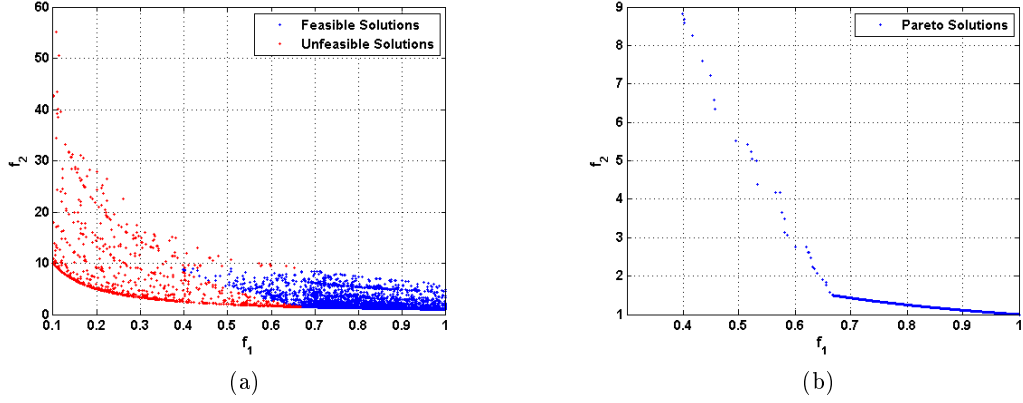 Feasible Solutions
Unfeasible Solutions
60
50
40
30
20
10
0
f2
0.1 0.2 0.3 0.4 0.5 0.6 0.7 0.8 0.9 1
f1
(a)
Pareto Solutions
9
8
7
6
5
4
3
2
1
f2
0.4 0.5 0.6 0.7 0.8 0.9 1
f1
(b)